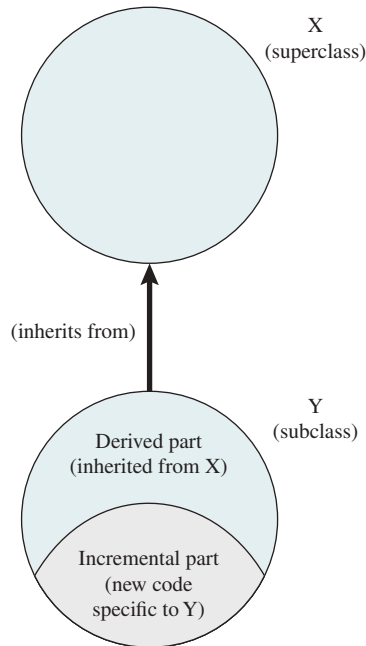 X
(superclass)
(inherits from)
Y
(subclass)
Derived part
(inherited from X)
Incremental part
(new code
specific to Y)